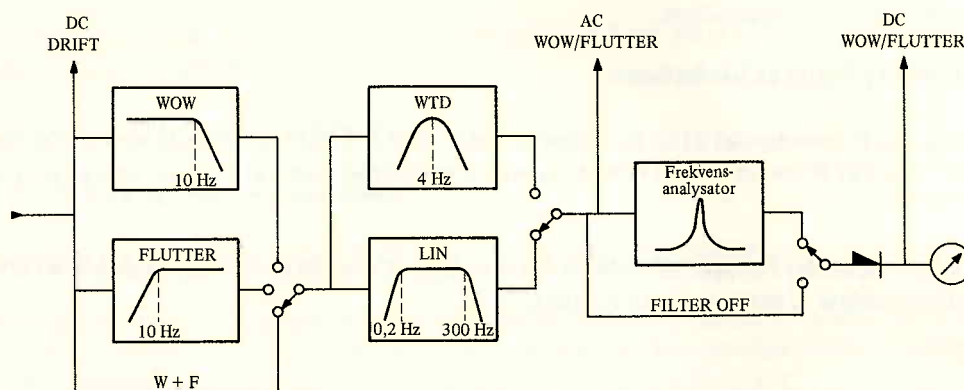 DC
DRIFT
AC
WOW/FLUTTER
DC
WOW/FLUTTER
WOW
10 Hz
WTD
4 Hz
Frekvens-
analysator
FLUTTER
10 Hz
LIN
0,2 Hz
300 Hz
FILTER OFF
W + F